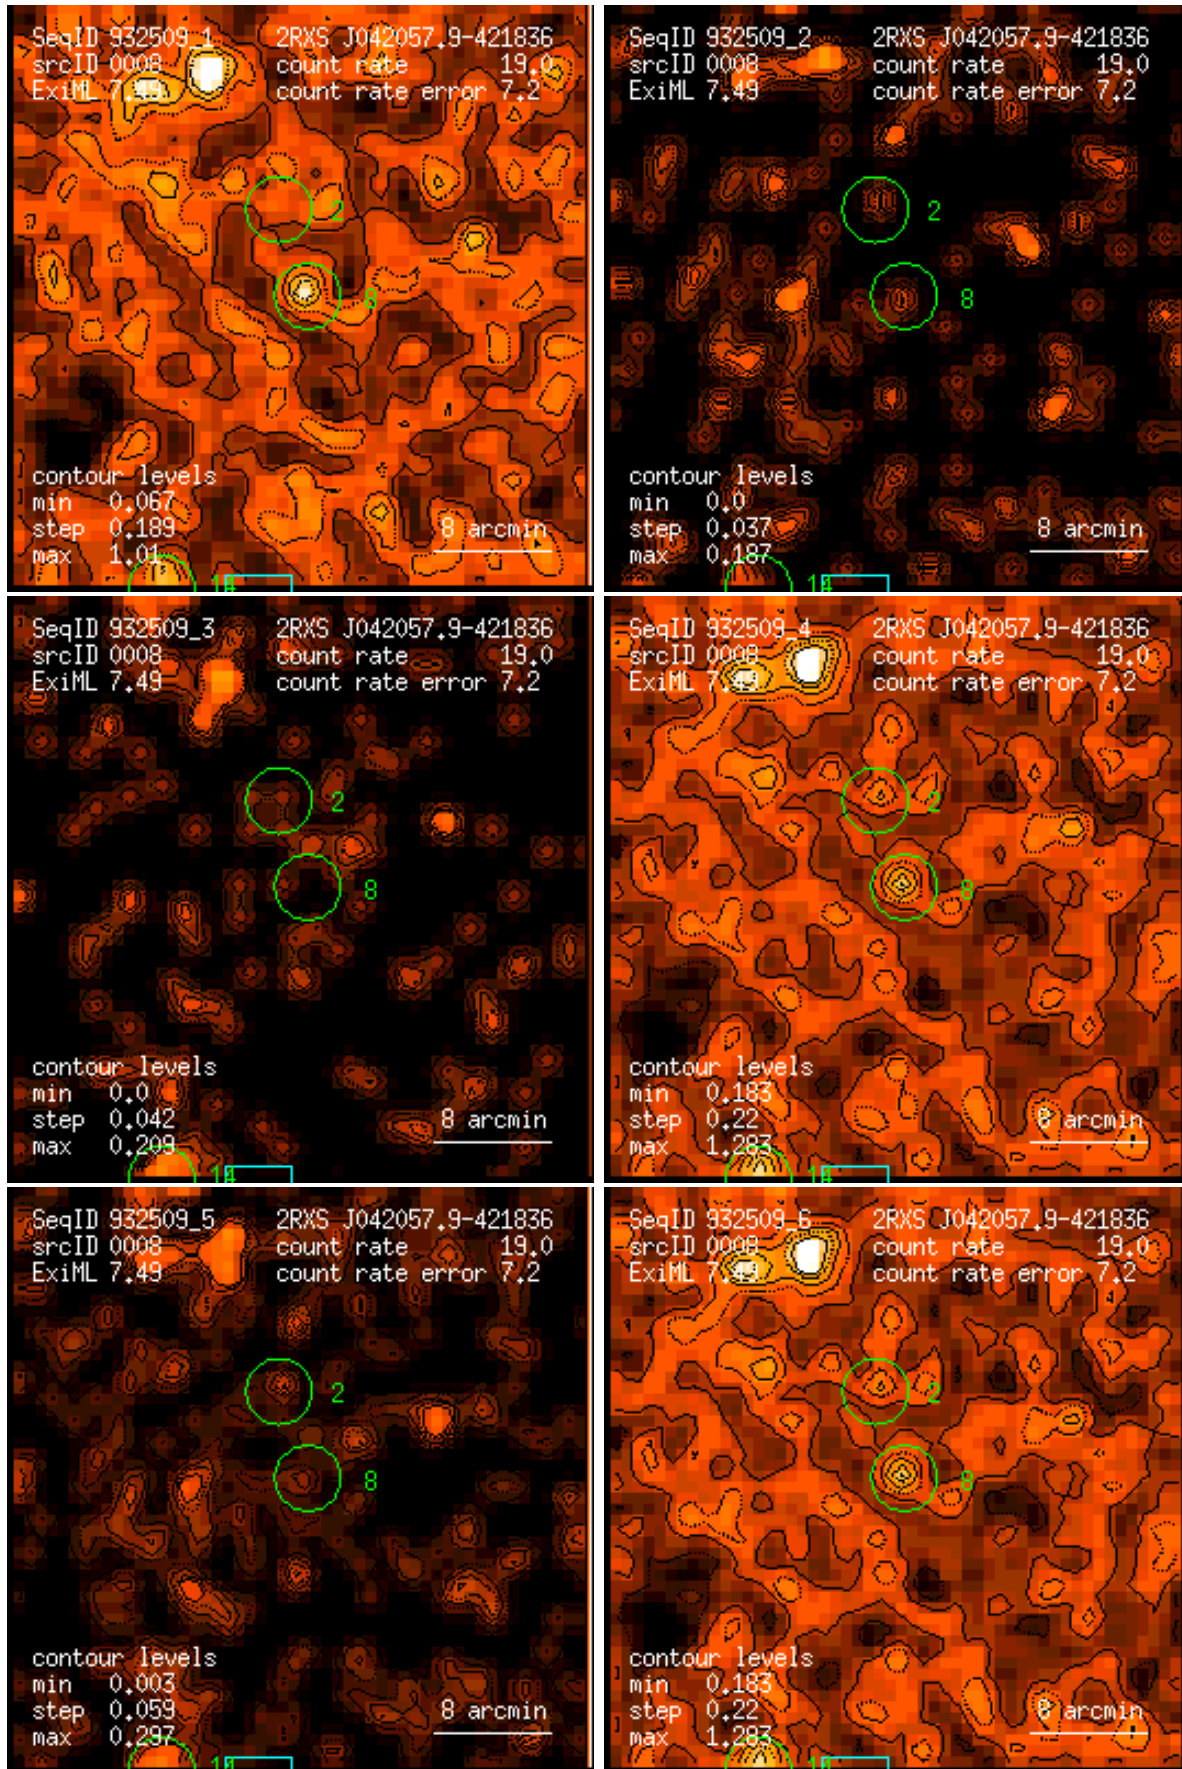 SeqID 932509_1 2RXS J042057.9-421836
srcID 0008 count rate 19.0
ExiML 7.49 count rate error 7.2
2
8
contour levels
min 0.067
step 0.189 8 arcmin
max 1.01
14
SeqID 932509_2 2RXS J042057.9-421836
srcID 0008 count rate 19.0
ExiML 7.49 count rate error 7.2
2
8
contour levels
min 0.0
step 0.037 8 arcmin
max 0.187
14
SeqID 932509_3 2RXS J042057.9-421836
srcID 0008 count rate 19.0
ExiML 7.49 count rate error 7.2
2
8
contour levels
min 0.0
step 0.042 8 arcmin
max 0.209
14
SeqID 932509_4 2RXS J042057.9-421836
srcID 0008 count rate 19.0
ExiML 7.49 count rate error 7.2
2
8
contour levels
min 0.183
step 0.22 8 arcmin
max 1.283
14
SeqID 932509_5 2RXS J042057.9-421836
srcID 0008 count rate 19.0
ExiML 7.49 count rate error 7.2
2
8
contour levels
min 0.003
step 0.059 8 arcmin
max 0.297
14
SeqID 932509_6 2RXS J042057.9-421836
srcID 0008 count rate 19.0
ExiML 7.49 count rate error 7.2
2
8
contour levels
min 0.183
step 0.22 8 arcmin
max 1.283
14